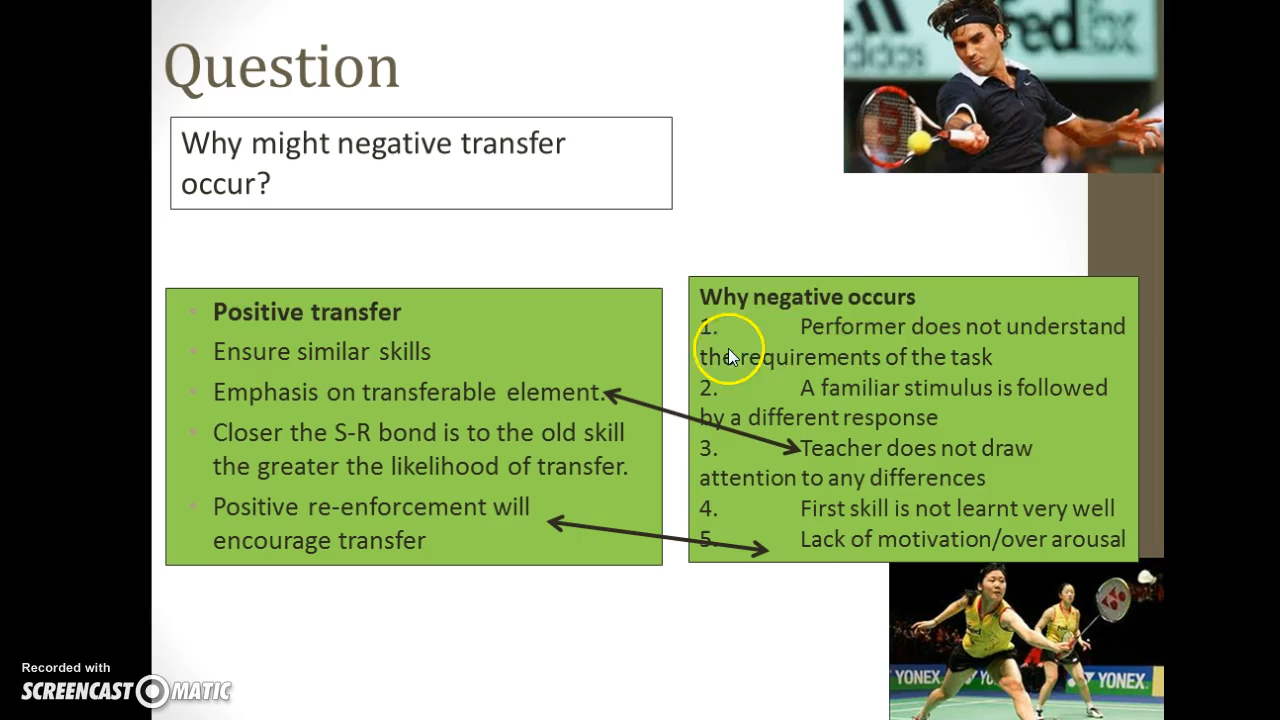 Question
Why might negative transfer
occur?
Positive transfer
Ensure similar skills
Emphasis on transferable element.
Closer the S-R bond is to the old skill
the greater the likelihood of transfer.
Positive re-enforcement will
encourage transfer
Why negative occurs
1. Performer does not understand
the requirements of the task
2. A familiar stimulus is followed
by a different response
3. Teacher does not draw
attention to any differences
4. First skill is not learnt very well
5. Lack of motivation/over arousal
adidas
FedEx
YONEX
YONEX
Recorded with
SCREENCAST MATIC